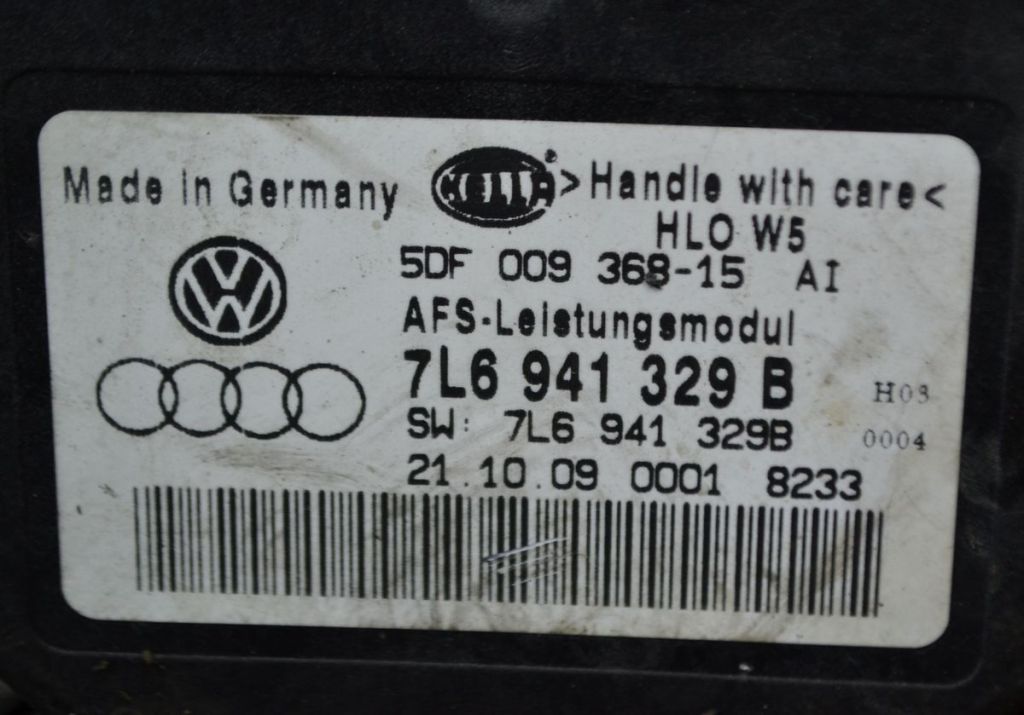 Made in Germany HELLA® >Handle with care<
HLO W5
5DF 009 368-15 AI
AFS-Leistungsmodul
7L6 941 329 B H03
SW: 7L6 941 329B 0004
21.10.09 0001 8233